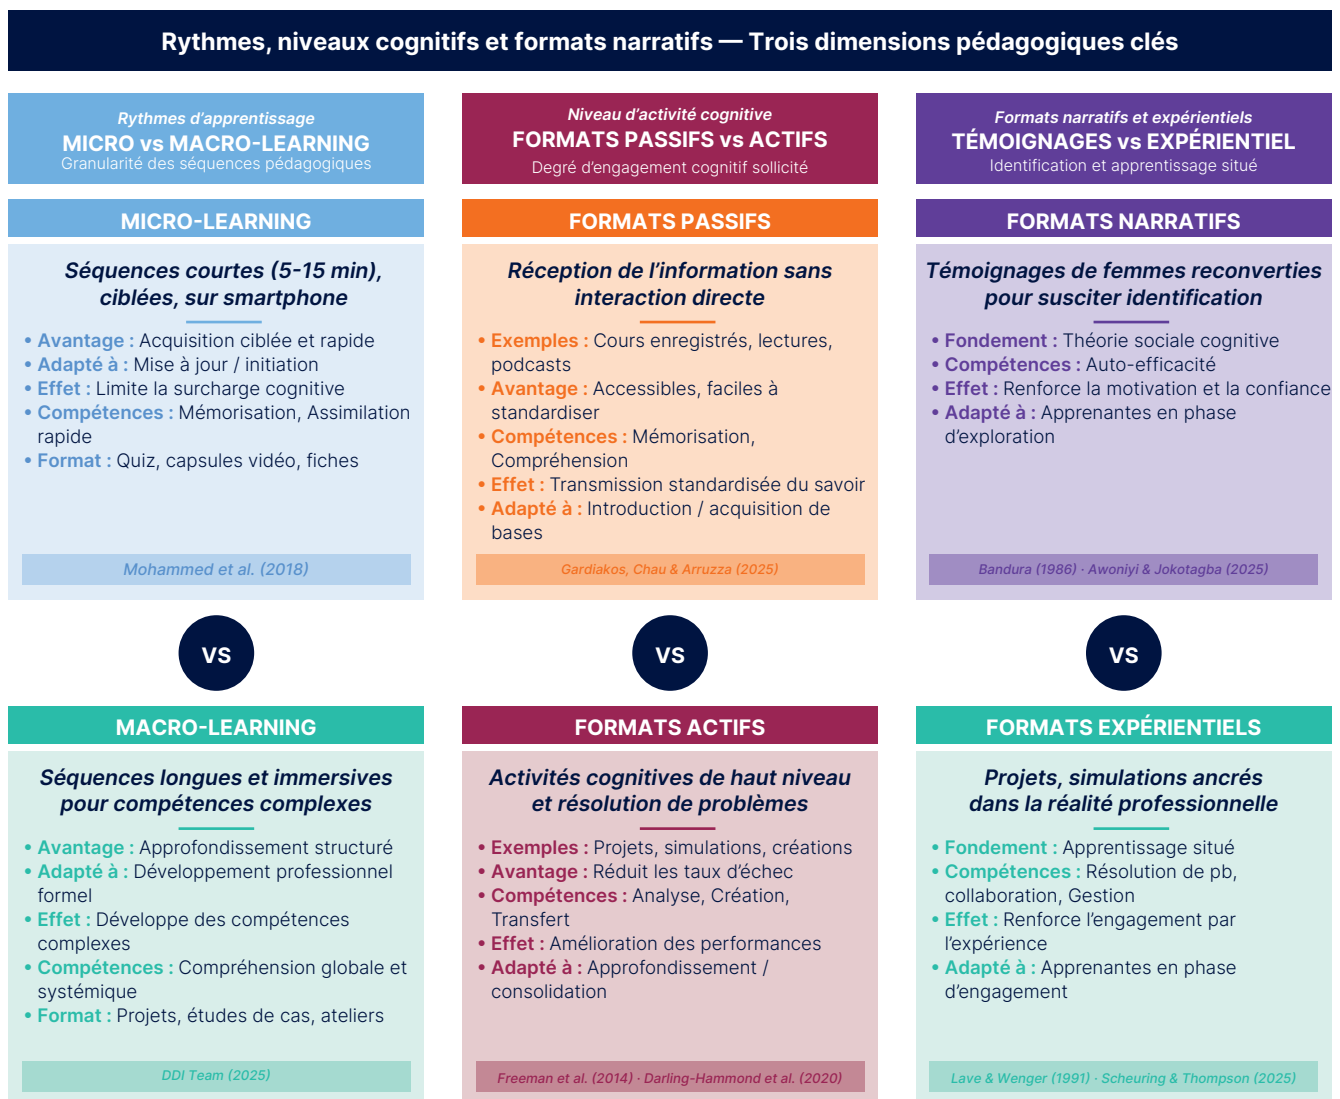 Rythmes, niveaux cognitifs et formats narratifs — Trois dimensions pédagogiques clés
Rythmes d’apprentissage
MICRO vs MACRO-LEARNING
Granularité des séquences pédagogiques
MICRO-LEARNING
Séquences courtes (5-15 min),
ciblées, sur smartphone
• Avantage : Acquisition ciblée et rapide
• Adapté à : Mise à jour / initiation
• Effet : Limite la surcharge cognitive
• Compétences : Mémorisation, Assimilation
rapide
• Format : Quiz, capsules vidéo, fiches
Mohammed et al. (2018)
VS
MACRO-LEARNING
Séquences longues et immersives
pour compétences complexes
• Avantage : Approfondissement structuré
• Adapté à : Développement professionnel
formel
• Effet : Développe des compétences
complexes
• Compétences : Compréhension globale et
systémique
• Format : Projets, études de cas, ateliers
DDI Team (2025)
Niveau d’activité cognitive
FORMATS PASSIFS vs ACTIFS
Degré d’engagement cognitif sollicité
FORMATS PASSIFS
Réception de l’information sans
interaction directe
• Exemples : Cours enregistrés, lectures,
podcasts
• Avantage : Accessibles, faciles à
standardiser
• Compétences : Mémorisation,
Compréhension
• Effet : Transmission standardisée du savoir
• Adapté à : Introduction / acquisition de
bases
Gardiakos, Chau & Arruzza (2025)
VS
FORMATS ACTIFS
Activités cognitives de haut niveau
et résolution de problèmes
• Exemples : Projets, simulations, créations
• Avantage : Réduit les taux d’échec
• Compétences : Analyse, Création,
Transfert
• Effet : Amélioration des performances
• Adapté à : Approfondissement /
consolidation
Freeman et al. (2014) · Darling-Hammond et al. (2020)
Formats narratifs et expérientiels
TÉMOIGNAGES vs EXPÉRIENTIEL
Identification et apprentissage situé
FORMATS NARRATIFS
Témoignages de femmes reconverties
pour susciter identification
• Fondement : Théorie sociale cognitive
• Compétences : Auto-efficacité
• Effet : Renforce la motivation et la confiance
• Adapté à : Apprenantes en phase
d’exploration
Bandura (1986) · Awoniyi & Jokotagba (2025)
VS
FORMATS EXPÉRIENTIELS
Projets, simulations ancrés
dans la réalité professionnelle
• Fondement : Apprentissage situé
• Compétences : Résolution de pb,
collaboration, Gestion
• Effet : Renforce l’engagement par
l’expérience
• Adapté à : Apprenantes en phase
d’engagement
Lave & Wenger (1991) · Scheuring & Thompson (2025)